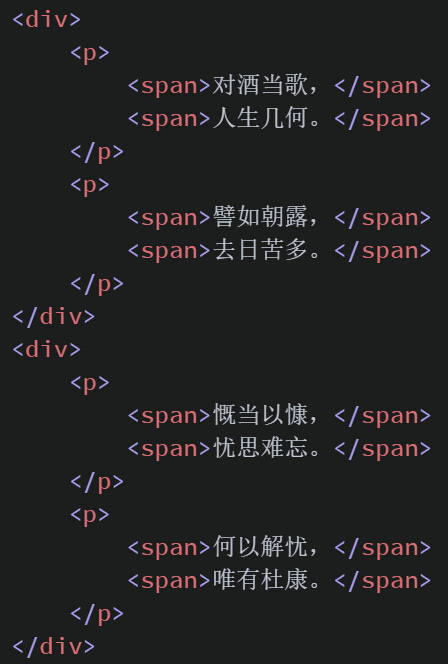 <div>
<p>
<span>对酒当歌，</span>
<span>人生几何。</span>
</p>
<p>
<span>譬如朝露，</span>
<span>去日苦多。</span>
</p>
</div>
<div>
<p>
<span>慨当以慷，</span>
<span>忧思难忘。</span>
</p>
<p>
<span>何以解忧，</span>
<span>唯有杜康。</span>
</p>
</div>